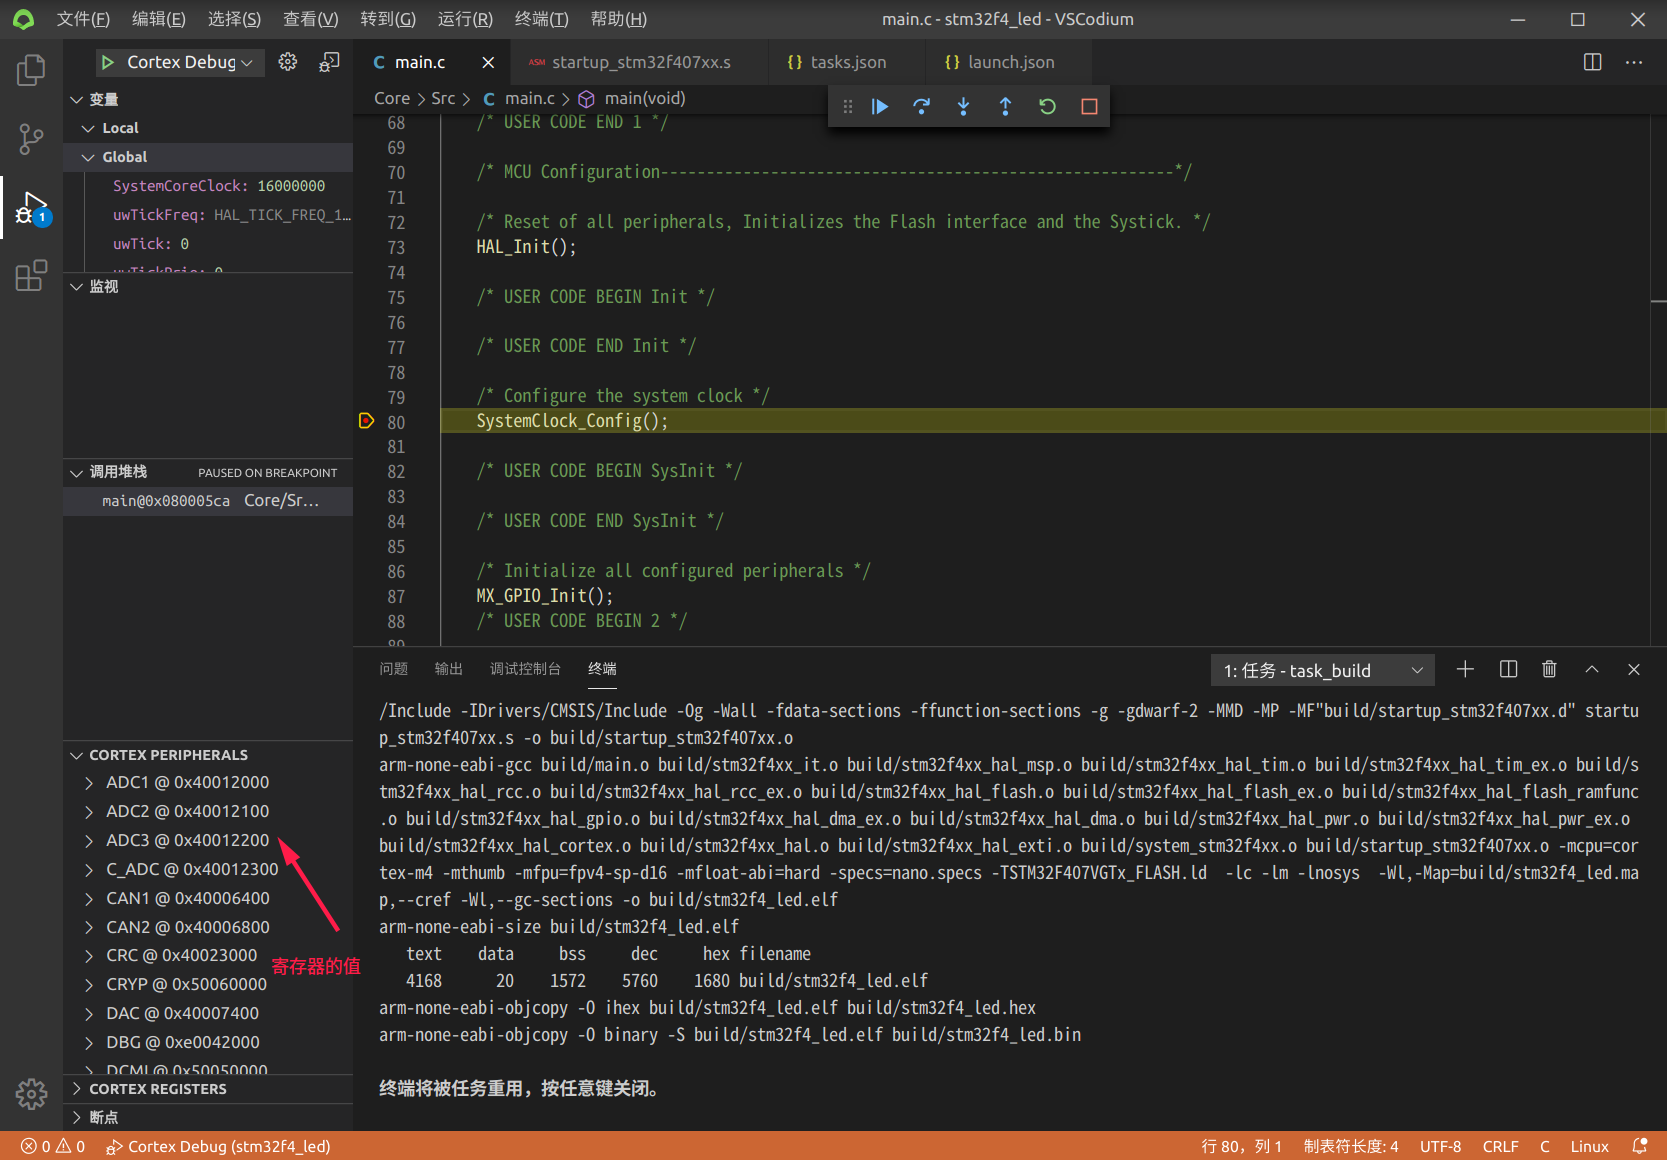 文件(F) 编辑(E) 选择(S) 查看(V) 转到(G) 运行(R) 终端(T) 帮助(H) main.c - stm32f4_led - VSCodium
Cortex Debug
main.c startup_stm32f407xx.s tasks.json launch.json
Core > Src > C main.c > main(void)
变量
Local
Global
SystemCoreClock: 16000000
uwTickFreq: HAL_TICK_FREQ_1…
uwTick: 0
uwTickPrio: 0
监视
调用堆栈 PAUSED ON BREAKPOINT
main@0x080005ca Core/Sr…
CORTEX PERIPHERALS
ADC1 @ 0x40012000
ADC2 @ 0x40012100
ADC3 @ 0x40012200
C_ADC @ 0x40012300
CAN1 @ 0x40006400
CAN2 @ 0x40006800
CRC @ 0x40023000
寄存器的值
CRYP @ 0x50060000
DAC @ 0x40007400
DBG @ 0xe0042000
DCMI @ 0x50050000
CORTEX REGISTERS
断点
68 /* USER CODE END 1 */
69
70 /* MCU Configuration--------------------------------------------------------*/
71
72 /* Reset of all peripherals, Initializes the Flash interface and the Systick. */
73 HAL_Init();
74
75 /* USER CODE BEGIN Init */
76
77 /* USER CODE END Init */
78
79 /* Configure the system clock */
80 SystemClock_Config();
81
82 /* USER CODE BEGIN SysInit */
83
84 /* USER CODE END SysInit */
85
86 /* Initialize all configured peripherals */
87 MX_GPIO_Init();
88 /* USER CODE BEGIN 2 */
89
问题 输出 调试控制台 终端 1: 任务 - task_build
/Include -IDrivers/CMSIS/Include -Og -Wall -fdata-sections -ffunction-sections -g -gdwarf-2 -MMD -MP -MF"build/startup_stm32f407xx.d" startu
p_stm32f407xx.s -o build/startup_stm32f407xx.o
arm-none-eabi-gcc build/main.o build/stm32f4xx_it.o build/stm32f4xx_hal_msp.o build/stm32f4xx_hal_tim.o build/stm32f4xx_hal_tim_ex.o build/s
tm32f4xx_hal_rcc.o build/stm32f4xx_hal_rcc_ex.o build/stm32f4xx_hal_flash.o build/stm32f4xx_hal_flash_ex.o build/stm32f4xx_hal_flash_ramfunc
.o build/stm32f4xx_hal_gpio.o build/stm32f4xx_hal_dma_ex.o build/stm32f4xx_hal_dma.o build/stm32f4xx_hal_pwr.o build/stm32f4xx_hal_pwr_ex.o
build/stm32f4xx_hal_cortex.o build/stm32f4xx_hal.o build/stm32f4xx_hal_exti.o build/system_stm32f4xx.o build/startup_stm32f407xx.o -mcpu=cor
tex-m4 -mthumb -mfpu=fpv4-sp-d16 -mfloat-abi=hard -specs=nano.specs -TSTM32F407VGTx_FLASH.ld -lc -lm -lnosys -Wl,-Map=build/stm32f4_led.ma
p,--cref -Wl,--gc-sections -o build/stm32f4_led.elf
arm-none-eabi-size build/stm32f4_led.elf
text data bss dec hex filename
4168 20 1572 5760 1680 build/stm32f4_led.elf
arm-none-eabi-objcopy -O ihex build/stm32f4_led.elf build/stm32f4_led.hex
arm-none-eabi-objcopy -O binary -S build/stm32f4_led.elf build/stm32f4_led.bin
终端将被任务重用，按任意键关闭。
0 0 Cortex Debug (stm32f4_led) 行 80，列 1 制表符长度: 4 UTF-8 CRLF C Linux